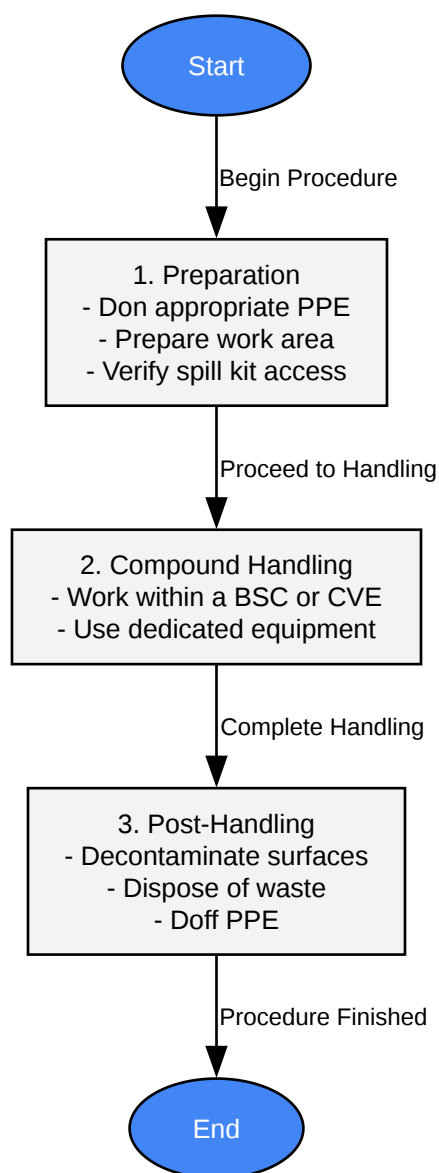 Start
Begin Procedure
1. Preparation
- Don appropriate PPE
- Prepare work area
- Verify spill kit access
Proceed to Handling
2. Compound Handling
- Work within a BSC or CVE
- Use dedicated equipment
Complete Handling
3. Post-Handling
- Decontaminate surfaces
- Dispose of waste
- Doff PPE
Procedure Finished
End